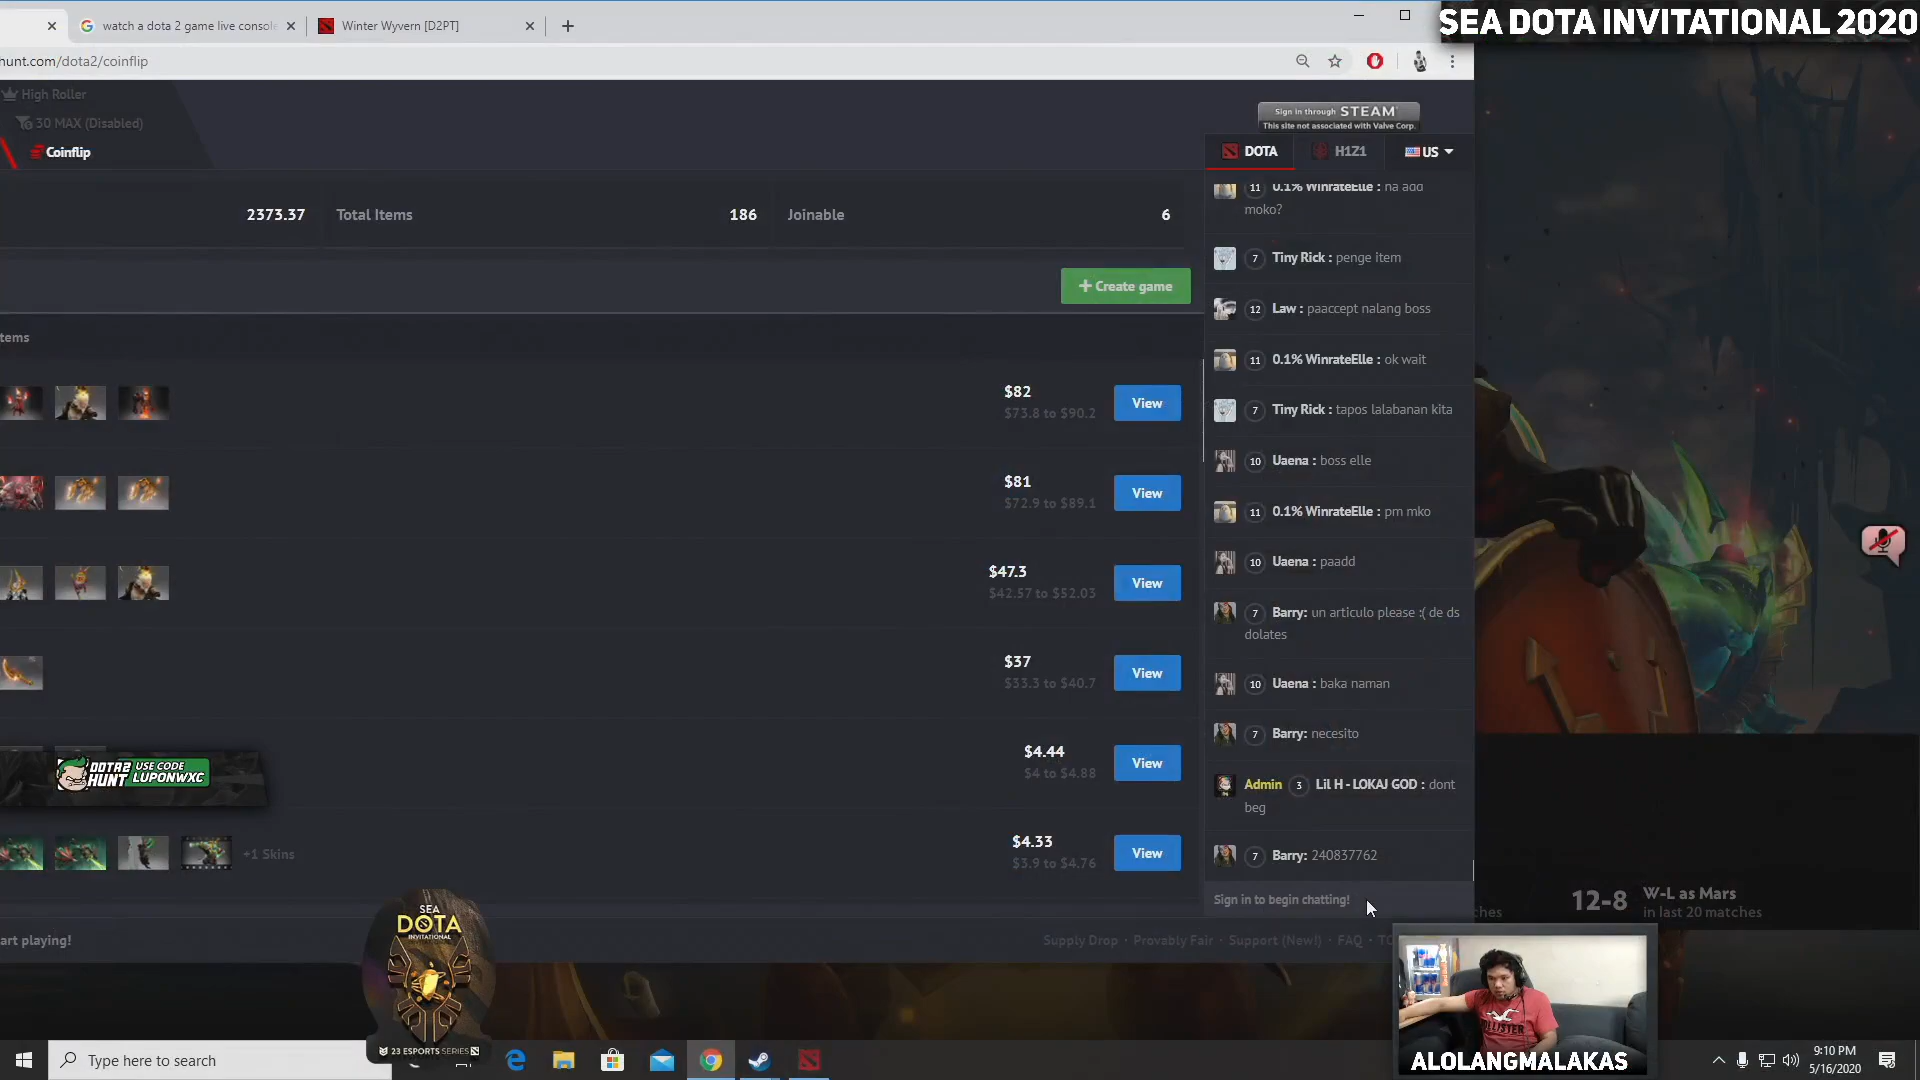 SEA DOTA INVITATIONAL 2020
watch a dota 2 game live console
Winter Wyvern [D2PT]
hunt.com/dota2/coinflip
High Roller
30 MAX (Disabled)
Coinflip
Sign in through STEAM
This site not associated with Valve Corp.
DOTA
H1Z1
US
2373.37
Total Items
186
Joinable
6
+ Create game
tems
$82
$73.8 to $90.2
View
$81
$72.9 to $89.1
View
$47.3
$42.57 to $52.03
View
$37
$33.3 to $40.7
View
$4.44
$4 to $4.88
View
+1 Skins
$4.33
$3.9 to $4.76
View
11 0.1% WinrateElle : na add
moko?
7 Tiny Rick : penge item
12 Law : paaccept nalang boss
11 0.1% WinrateElle : ok wait
7 Tiny Rick : tapos lalabanan kita
10 Uaena : boss elle
11 0.1% WinrateElle : pm mko
10 Uaena : paadd
7 Barry: un articulo please :( de ds
dolates
10 Uaena : baka naman
7 Barry: necesito
Admin 3 Lil H - LOKAJ GOD : dont
beg
7 Barry: 240837762
Sign in to begin chatting!
DOTA2 HUNT
USE CODE
LUPONWXC
art playing!
Supply Drop · Provably Fair · Support (New!) · FAQ · TO
ches
12-8
W-L as Mars
in last 20 matches
SEA
DOTA
INVITATIONAL
23 ESPORTS SERIES
HOLLISTER
ALOLANGMALAKAS
Type here to search
9:10 PM
5/16/2020